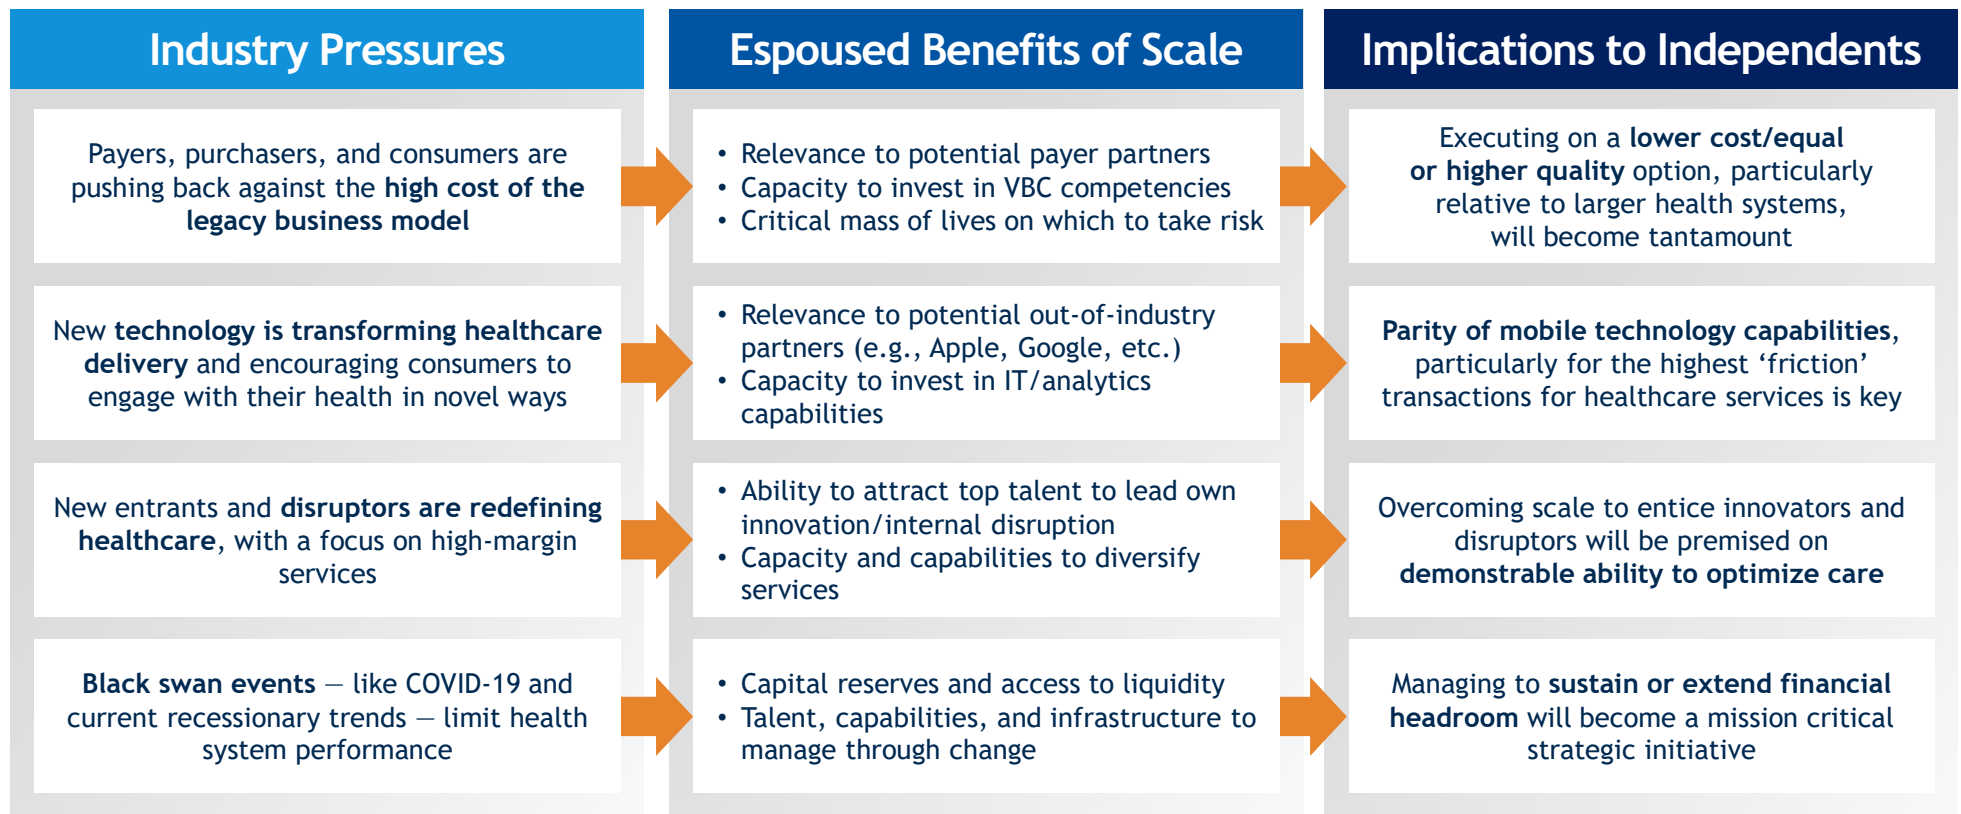 Industry Pressures
Espoused Benefits of Scale
Implications to Independents
Payers, purchasers, and consumers are
pushing back against the high cost of the
legacy business model
• Relevance to potential payer partners
• Capacity to invest in VBC competencies
• Critical mass of lives on which to take risk
Executing on a lower cost/equal
or higher quality option, particularly
relative to larger health systems,
will become tantamount
New technology is transforming healthcare
delivery and encouraging consumers to
engage with their health in novel ways
• Relevance to potential out-of-industry
partners (e.g., Apple, Google, etc.)
• Capacity to invest in IT/analytics
capabilities
Parity of mobile technology capabilities,
particularly for the highest ‘friction’
transactions for healthcare services is key
New entrants and disruptors are redefining
healthcare, with a focus on high-margin
services
• Ability to attract top talent to lead own
innovation/internal disruption
• Capacity and capabilities to diversify
services
Overcoming scale to entice innovators and
disruptors will be premised on
demonstrable ability to optimize care
Black swan events — like COVID-19 and
current recessionary trends — limit health
system performance
• Capital reserves and access to liquidity
• Talent, capabilities, and infrastructure to
manage through change
Managing to sustain or extend financial
headroom will become a mission critical
strategic initiative